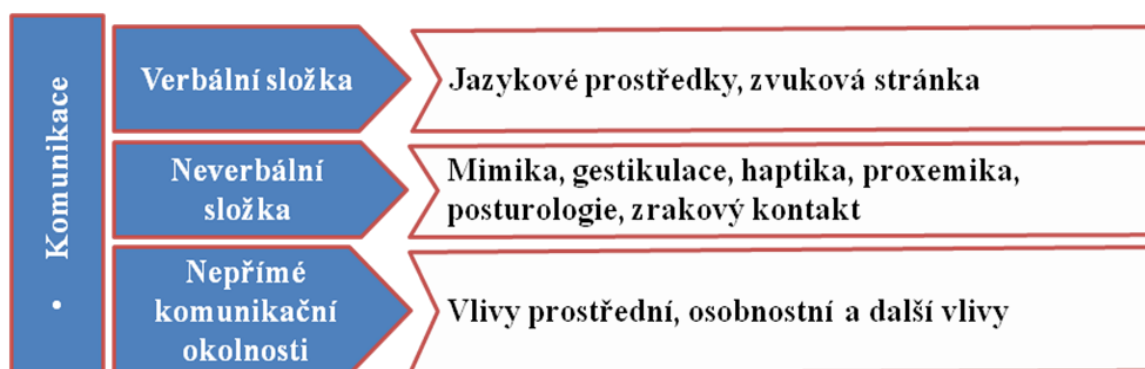 • Komunikace
Verbální složka
Jazykové prostředky, zvuková stránka
Neverbální
složka
Mimika, gestikulace, haptika, proxemika,
posturologie, zrakový kontakt
Nepřímé
komunikační
okolnosti
Vlivy prostřední, osobnostní a další vlivy